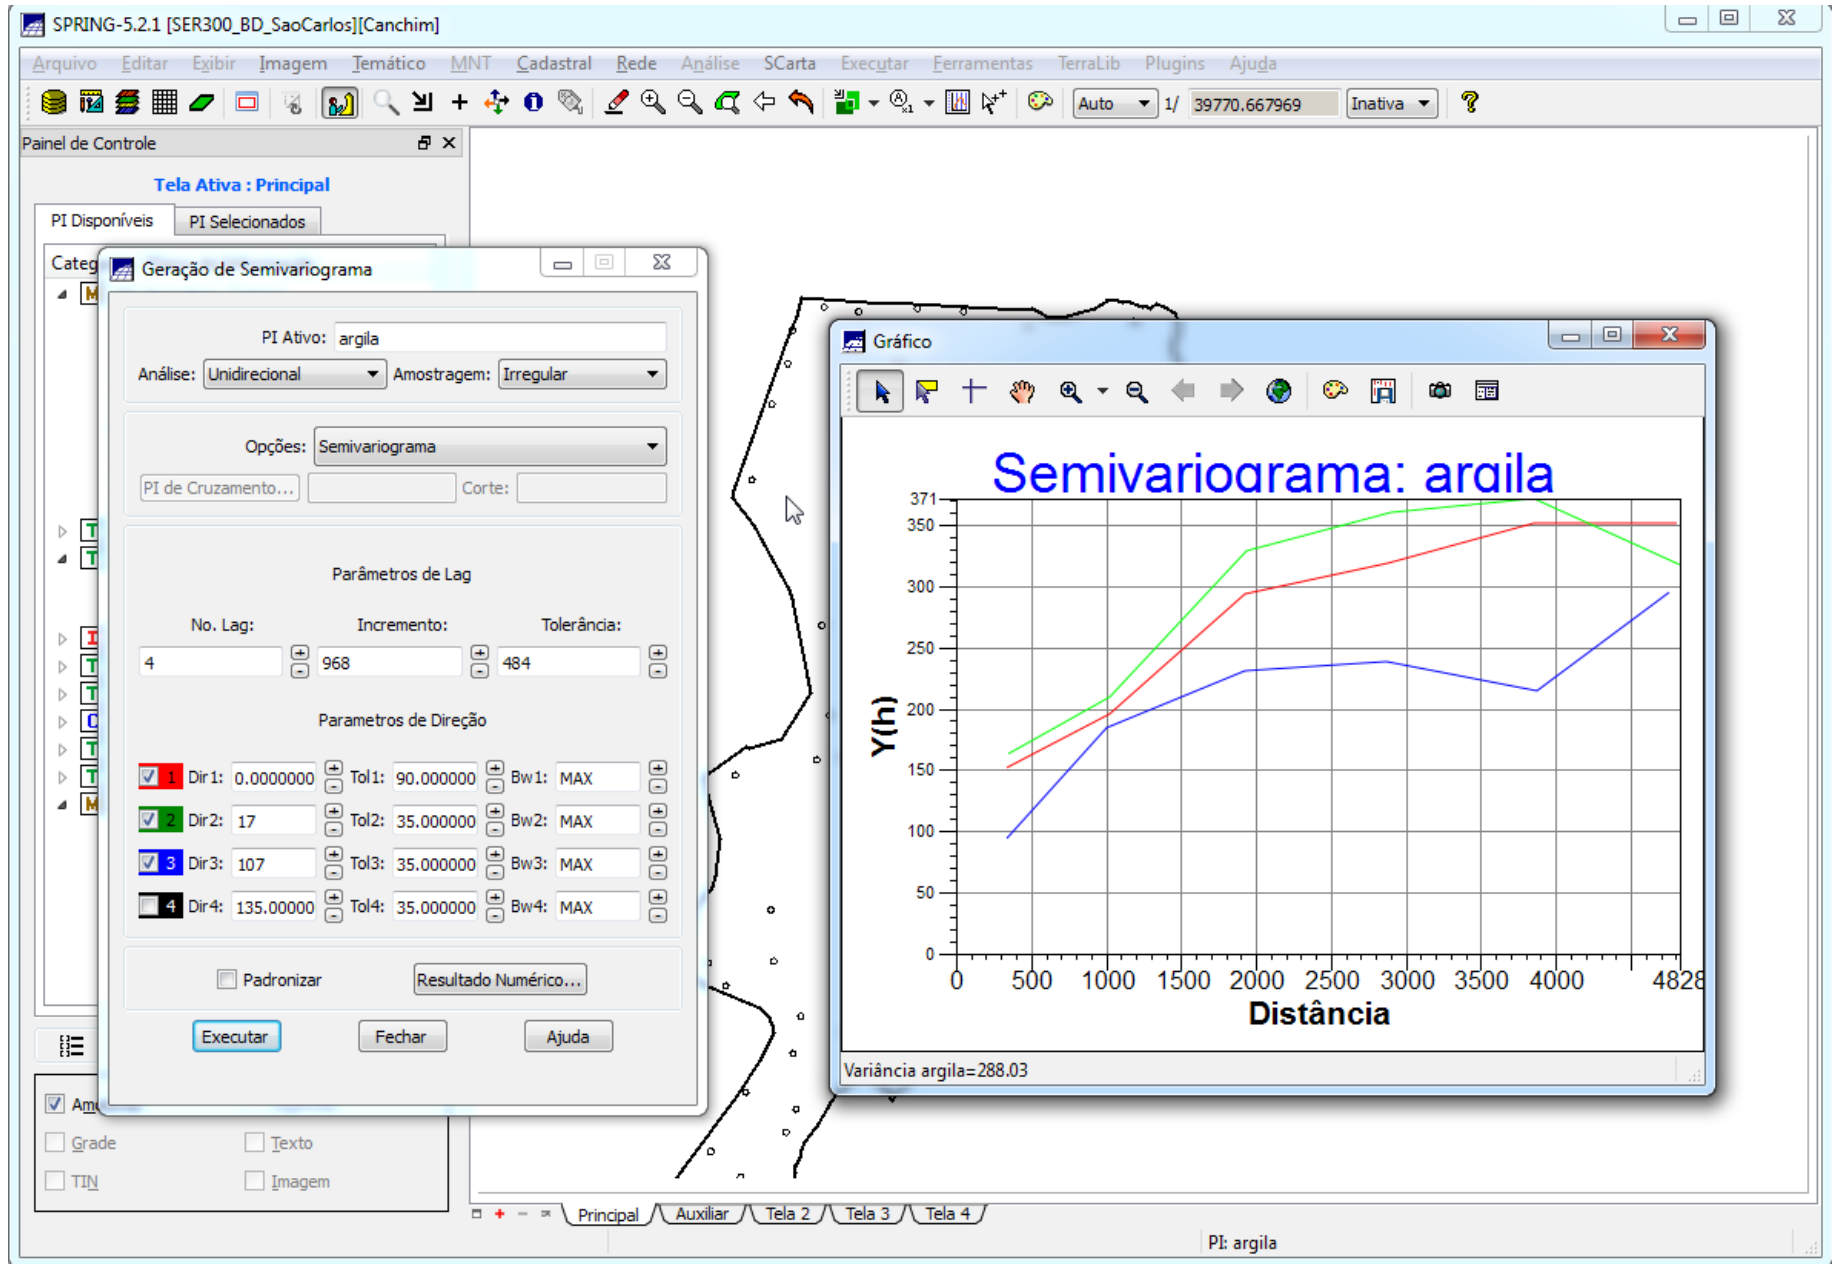 SPRING-5.2.1 [SER300_BD_SaoCarlos][Canchim]
Arquivo Editar Exibir Imagem Temático MNT Cadastral Rede Análise SCarta Executar Ferramentas TerraLib Plugins Ajuda
Auto 1/ 39770.667969 Inativa
Painel de Controle
Tela Ativa : Principal
PI Disponíveis PI Selecionados
Categ
M
T
T
I
T
T
C
T
T
M
Geração de Semivariograma
PI Ativo: argila
Análise: Unidirecional Amostragem: Irregular
Opções: Semivariograma
PI de Cruzamento... Corte:
Parâmetros de Lag
No. Lag: Incremento: Tolerância:
4 968 484
Parametros de Direção
1 Dir1: 0.0000000 Tol1: 90.000000 Bw1: MAX
2 Dir2: 17 Tol2: 35.000000 Bw2: MAX
3 Dir3: 107 Tol3: 35.000000 Bw3: MAX
4 Dir4: 135.00000 Tol4: 35.000000 Bw4: MAX
Padronizar Resultado Numérico...
Executar Fechar Ajuda
Gráfico
Semivariograma: argila
371
350
300
250
200
150
100
50
0
Y(h)
0 500 1000 1500 2000 2500 3000 3500 4000 4828
Distância
Variância argila=288.03
Am
Grade Texto
TIN Imagem
Principal Auxiliar Tela 2 Tela 3 Tela 4
PI: argila